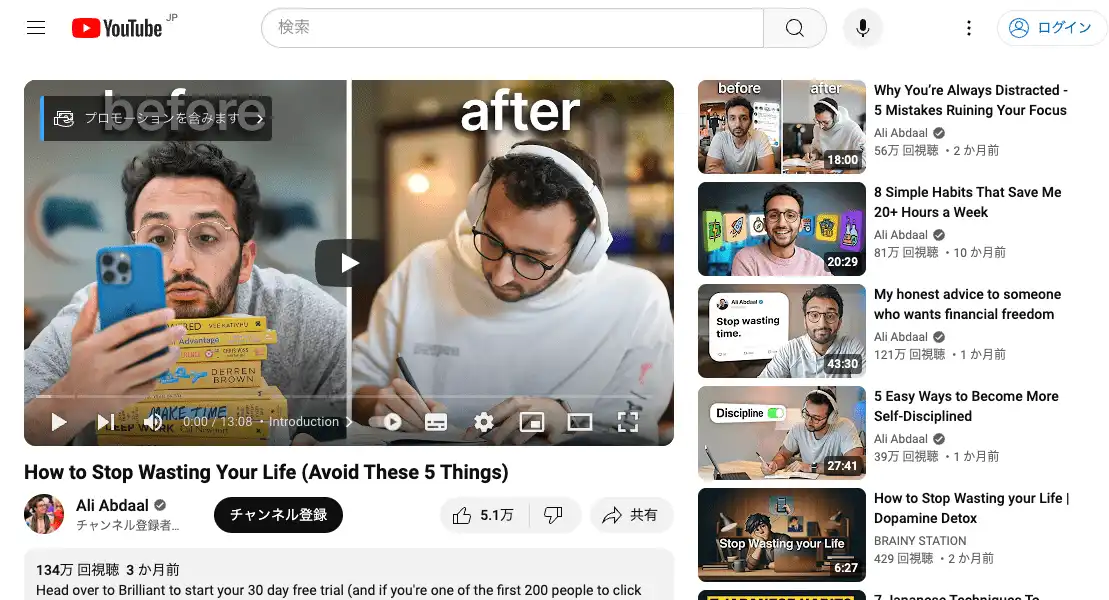 YouTube JP
検索
ログイン
before
after
プロモーションを含みます
DERREN
BROWN
MAKE TIME
0:00 / 13:08 • Introduction
How to Stop Wasting Your Life (Avoid These 5 Things)
Ali Abdaal
チャンネル登録者...
チャンネル登録
5.1万
共有
134万 回視聴 3 か月前
Head over to Brilliant to start your 30 day free trial (and if you're one of the first 200 people to click
before
after
18:00
Why You're Always Distracted -
5 Mistakes Ruining Your Focus
Ali Abdaal
56万 回視聴 • 2 か月前
20:29
8 Simple Habits That Save Me
20+ Hours a Week
Ali Abdaal
81万 回視聴 • 10 か月前
Ali Abdaal
Stop wasting
time.
43:30
My honest advice to someone
who wants financial freedom
Ali Abdaal
121万 回視聴 • 1 か月前
Discipline
27:41
5 Easy Ways to Become More
Self-Disciplined
Ali Abdaal
39万 回視聴 • 1 か月前
Stop Wasting your Life
6:27
How to Stop Wasting your Life |
Dopamine Detox
BRAINY STATION
429 回視聴 • 2 か月前
7 Japanese Techniques To